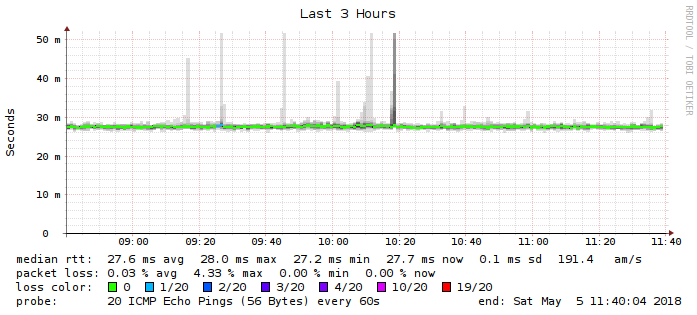 Last 3 Hours
RRDTOOL / TOBI OETIKER
Seconds
50 m
40 m
30 m
20 m
10 m
0
09:00 09:20 09:40 10:00 10:20 10:40 11:00 11:20 11:40
median rtt: 27.6 ms avg 28.0 ms max 27.2 ms min 27.7 ms now 0.1 ms sd 191.4 am/s
packet loss: 0.03 % avg 4.33 % max 0.00 % min 0.00 % now
loss color: 0 1/20 2/20 3/20 4/20 10/20 19/20
probe: 20 ICMP Echo Pings (56 Bytes) every 60s end: Sat May 5 11:40:04 2018